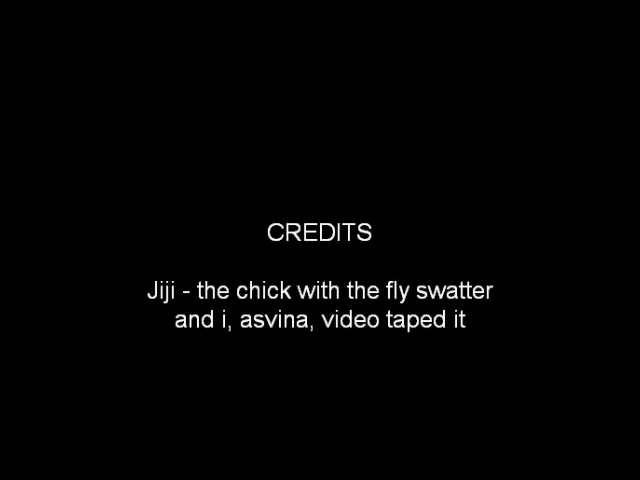 CREDITS
Jiji - the chick with the fly swatter
and i, asvina, video taped it